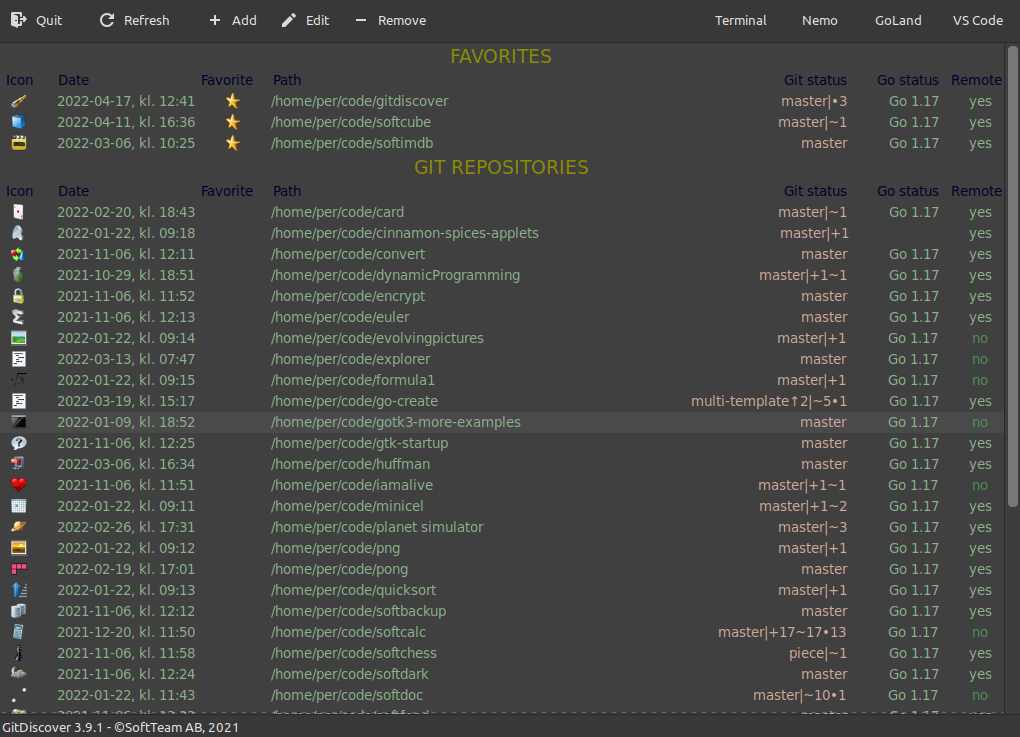 Quit Refresh Add Edit Remove Terminal Nemo GoLand VS Code
FAVORITES
Icon Date Favorite Path Git status Go status Remote
2022-04-17, kl. 12:41 /home/per/code/gitdiscover master|•3 Go 1.17 yes
2022-04-11, kl. 16:36 /home/per/code/softcube master|~1 Go 1.17 yes
2022-03-06, kl. 10:25 /home/per/code/softimdb master Go 1.17 yes
GIT REPOSITORIES
Icon Date Favorite Path Git status Go status Remote
2022-02-20, kl. 18:43 /home/per/code/card master|~1 Go 1.17 yes
2022-01-22, kl. 09:18 /home/per/code/cinnamon-spices-applets master|+1 yes
2021-11-06, kl. 12:11 /home/per/code/convert master Go 1.17 yes
2021-10-29, kl. 18:51 /home/per/code/dynamicProgramming master|+1~1 Go 1.17 yes
2021-11-06, kl. 11:52 /home/per/code/encrypt master Go 1.17 yes
2021-11-06, kl. 12:13 /home/per/code/euler master Go 1.17 yes
2022-01-22, kl. 09:14 /home/per/code/evolvingpictures master|+1 Go 1.17 no
2022-03-13, kl. 07:47 /home/per/code/explorer master Go 1.17 no
2022-01-22, kl. 09:15 /home/per/code/formula1 master|+1 Go 1.17 no
2022-03-19, kl. 15:17 /home/per/code/go-create multi-template↑2|~5•1 Go 1.17 yes
2022-01-09, kl. 18:52 /home/per/code/gotk3-more-examples master Go 1.17 no
2021-11-06, kl. 12:25 /home/per/code/gtk-startup master Go 1.17 yes
2022-03-06, kl. 16:34 /home/per/code/huffman master Go 1.17 yes
2021-11-06, kl. 11:51 /home/per/code/iamalive master|+1~1 Go 1.17 no
2022-01-22, kl. 09:11 /home/per/code/minicel master|+1~2 Go 1.17 yes
2022-02-26, kl. 17:31 /home/per/code/planet simulator master|~3 Go 1.17 yes
2022-01-22, kl. 09:12 /home/per/code/png master|+1 Go 1.17 yes
2022-02-19, kl. 17:01 /home/per/code/pong master Go 1.17 yes
2022-01-22, kl. 09:13 /home/per/code/quicksort master|+1 Go 1.17 yes
2021-11-06, kl. 12:12 /home/per/code/softbackup master Go 1.17 yes
2021-12-20, kl. 11:50 /home/per/code/softcalc master|+17~17•13 Go 1.17 no
2021-11-06, kl. 11:58 /home/per/code/softchess piece|~1 Go 1.17 yes
2021-11-06, kl. 12:24 /home/per/code/softdark master Go 1.17 yes
2022-01-22, kl. 11:43 /home/per/code/softdoc master|~10•1 Go 1.17 no
GitDiscover 3.9.1 - ©SoftTeam AB, 2021